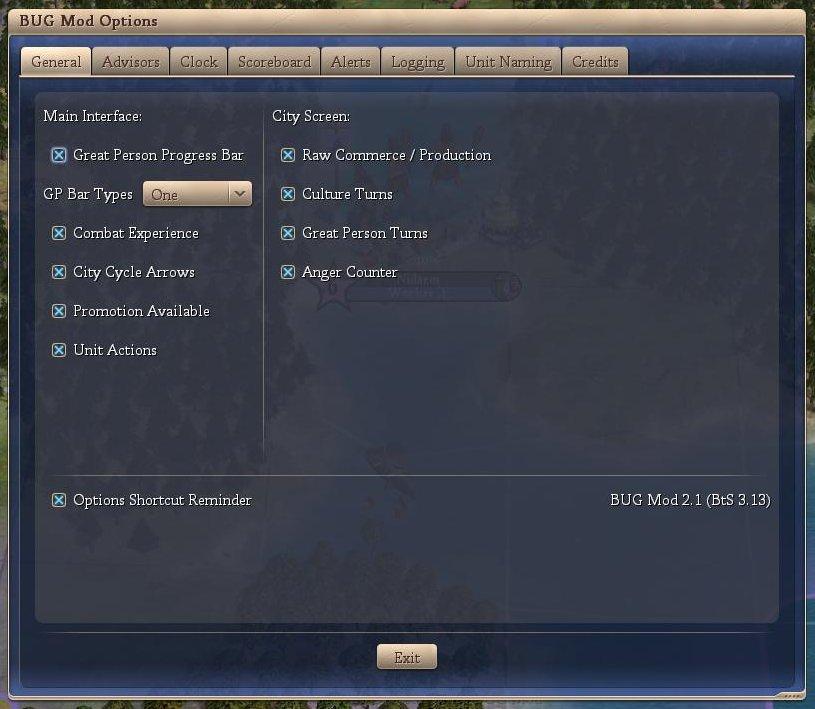 BUG Mod Options
General Advisors Clock Scoreboard Alerts Logging Unit Naming Credits
Main Interface: City Screen:
Great Person Progress Bar Raw Commerce / Production
GP Bar Types One Culture Turns
Combat Experience Great Person Turns
City Cycle Arrows Anger Counter
Promotion Available
Unit Actions
Options Shortcut Reminder BUG Mod 2.1 (BtS 3.13)
Exit